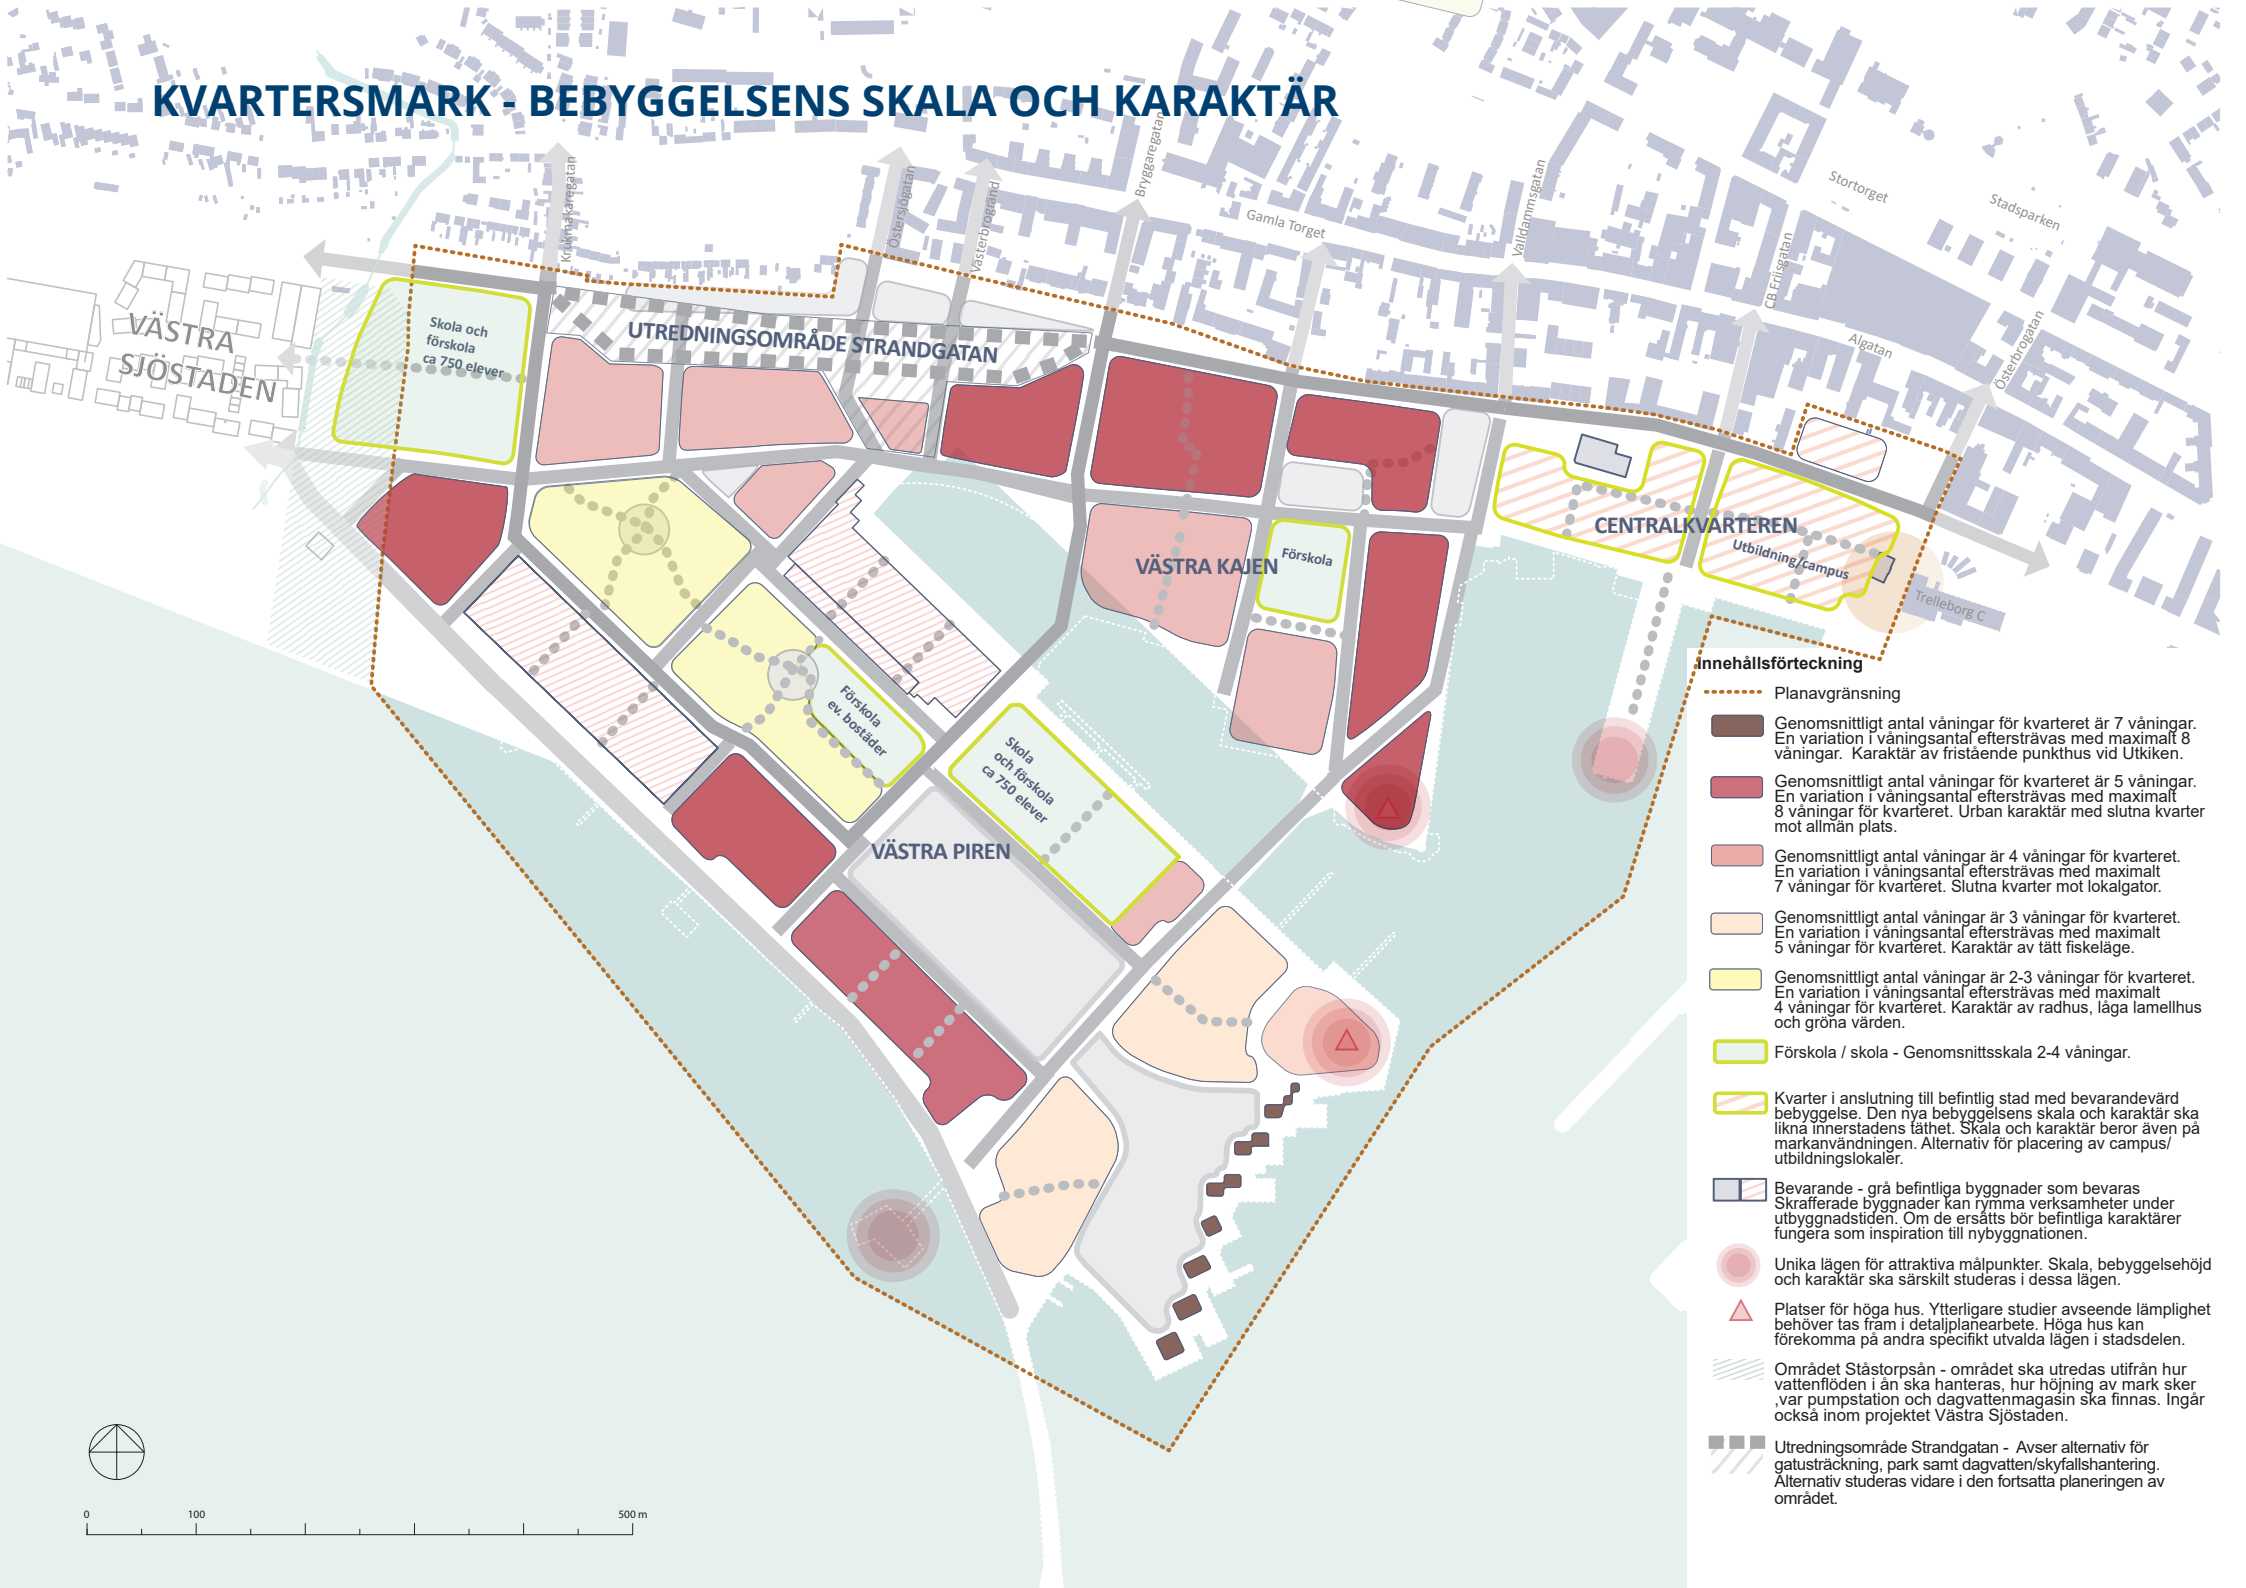 KVARTERSMARK - BEBYGGELSENS SKALA OCH KARAKTÄR
Krukmakaregatan
Östersjögatan
Västerbrogränd
Bryggaregatan
Gamla Torget
Valldammsgatan
Stortorget
Stadsparken
CB Friisgatan
Algatan
Österbrogatan
VÄSTRA
SJÖSTADEN
Skola och
förskola
ca 750 elever
UTREDNINGSOMRÅDE STRANDGATAN
VÄSTRA KAJEN
Förskola
CENTRALKVARTEREN
Utbildning/campus
Trelleborg C
Förskola
ev. bostäder
Skola
och förskola
ca 750 elever
VÄSTRA PIREN
Innehållsförteckning
Planavgränsning
Genomsnittligt antal våningar för kvarteret är 7 våningar.
En variation i våningsantal eftersträvas med maximalt 8
våningar. Karaktär av fristående punkthus vid Utkiken.
Genomsnittligt antal våningar för kvarteret är 5 våningar.
En variation i våningsantal eftersträvas med maximalt
8 våningar för kvarteret. Urban karaktär med slutna kvarter
mot allmän plats.
Genomsnittligt antal våningar är 4 våningar för kvarteret.
En variation i våningsantal eftersträvas med maximalt
7 våningar för kvarteret. Slutna kvarter mot lokalgator.
Genomsnittligt antal våningar är 3 våningar för kvarteret.
En variation i våningsantal eftersträvas med maximalt
5 våningar för kvarteret. Karaktär av tätt fiskeläge.
Genomsnittligt antal våningar är 2-3 våningar för kvarteret.
En variation i våningsantal eftersträvas med maximalt
4 våningar för kvarteret. Karaktär av radhus, låga lamellhus
och gröna värden.
Förskola / skola - Genomsnittsskala 2-4 våningar.
Kvarter i anslutning till befintlig stad med bevarandevärd
bebyggelse. Den nya bebyggelsens skala och karaktär ska
likna innerstadens täthet. Skala och karaktär beror även på
markanvändningen. Alternativ för placering av campus/
utbildningslokaler.
Bevarande - grå befintliga byggnader som bevaras
Skrafferade byggnader kan rymma verksamheter under
utbyggnadstiden. Om de ersätts bör befintliga karaktärer
fungera som inspiration till nybyggnationen.
Unika lägen för attraktiva målpunkter. Skala, bebyggelsehöjd
och karaktär ska särskilt studeras i dessa lägen.
Platser för höga hus. Ytterligare studier avseende lämplighet
behöver tas fram i detaljplanearbete. Höga hus kan
förekomma på andra specifikt utvalda lägen i stadsdelen.
Området Ståstorpsån - området ska utredas utifrån hur
vattenflöden i ån ska hanteras, hur höjning av mark sker
,var pumpstation och dagvattenmagasin ska finnas. Ingår
också inom projektet Västra Sjöstaden.
Utredningsområde Strandgatan - Avser alternativ för
gatusträckning, park samt dagvatten/skyfallshantering.
Alternativ studeras vidare i den fortsatta planeringen av
området.
0 100 500 m